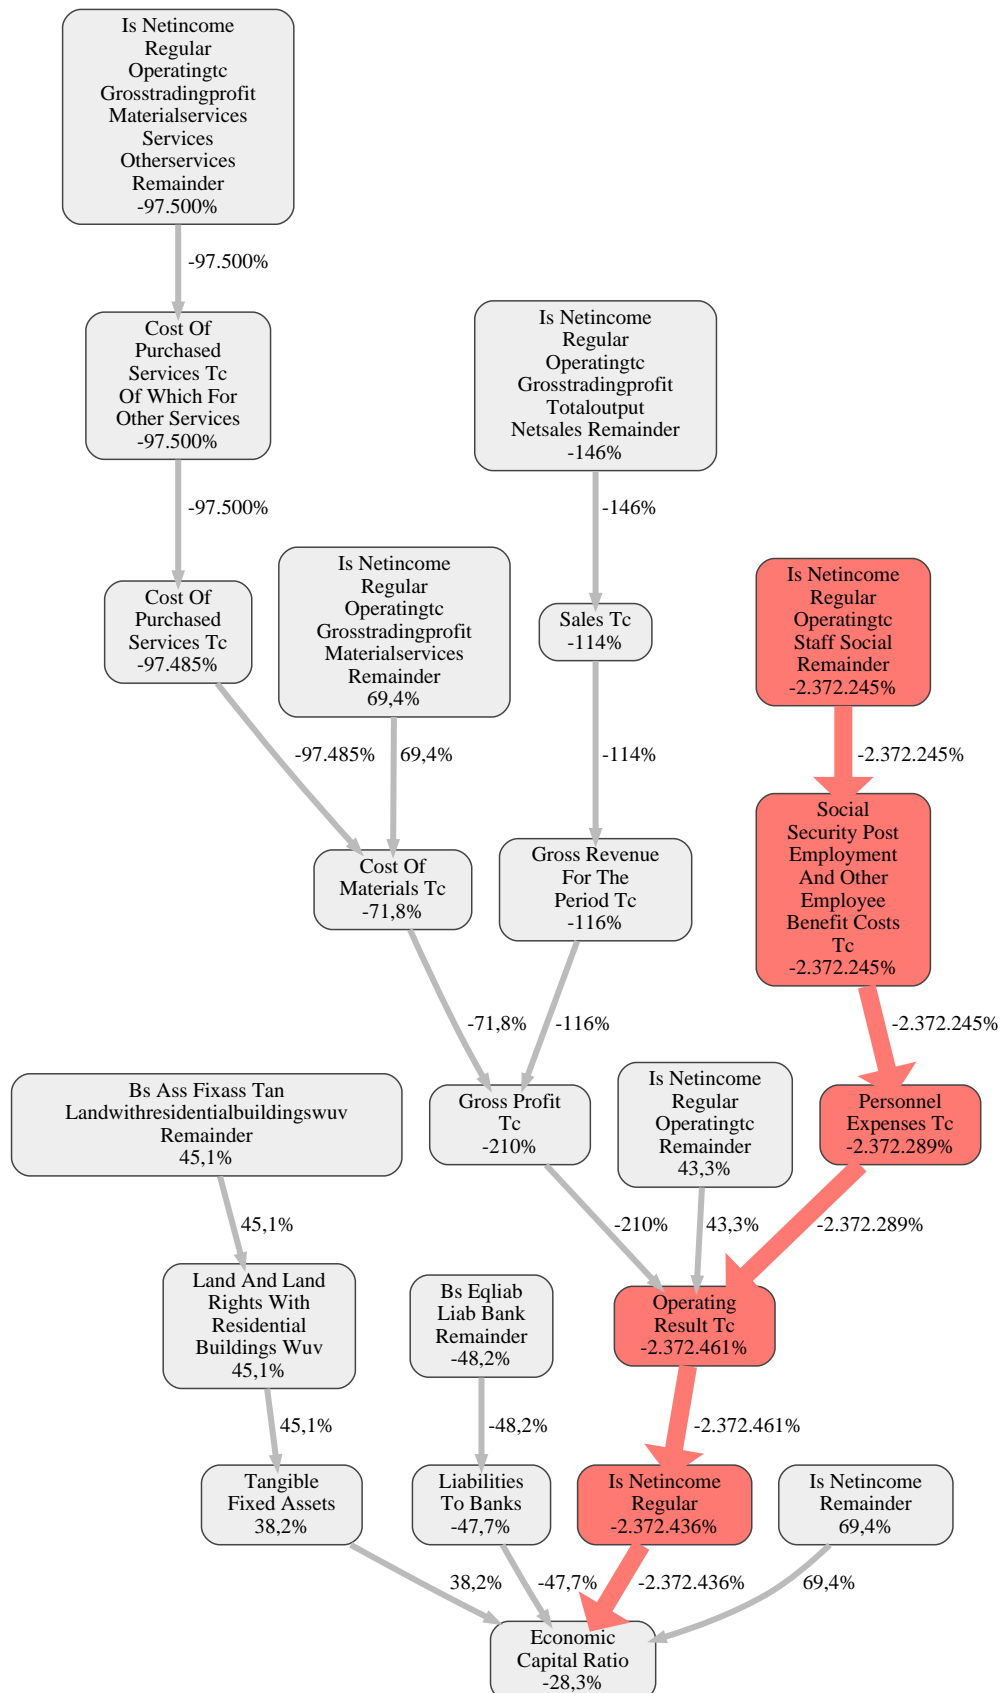 Is Netincome
Regular
Operatingtc
Grosstradingprofit
Materialservices
Services
Otherservices
Remainder
-97.500%
-97.500%
Cost Of
Purchased
Services Tc
Of Which For
Other Services
-97.500%
Is Netincome
Regular
Operatingtc
Grosstradingprofit
Totaloutput
Netsales Remainder
-146%
-97.500%
-146%
Cost Of
Purchased
Services Tc
-97.485%
Is Netincome
Regular
Operatingtc
Grosstradingprofit
Materialservices
Remainder
69,4%
Sales Tc
-114%
Is Netincome
Regular
Operatingtc
Staff Social
Remainder
-2.372.245%
-97.485%
69,4%
-114%
-2.372.245%
Cost Of
Materials Tc
-71,8%
Gross Revenue
For The
Period Tc
-116%
Social
Security Post
Employment
And Other
Employee
Benefit Costs
Tc
-2.372.245%
-71,8%
-116%
-2.372.245%
Bs Ass Fixass Tan
Landwithresidentialbuildingswuv
Remainder
45,1%
Gross Profit
Tc
-210%
Is Netincome
Regular
Operatingtc
Remainder
43,3%
Personnel
Expenses Tc
-2.372.289%
45,1%
-210%
43,3%
-2.372.289%
Land And Land
Rights With
Residential
Buildings Wuv
45,1%
Bs Eqliab
Liab Bank
Remainder
-48,2%
Operating
Result Tc
-2.372.461%
45,1%
-48,2%
-2.372.461%
Tangible
Fixed Assets
38,2%
Liabilities
To Banks
-47,7%
Is Netincome
Regular
-2.372.436%
Is Netincome
Remainder
69,4%
38,2%
-47,7%
-2.372.436%
69,4%
Economic
Capital Ratio
-28,3%